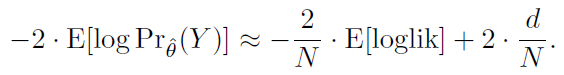 −2 · E[log Pr_θ̂(Y)] ≈ −2/N · E[loglik] + 2 · d/N.